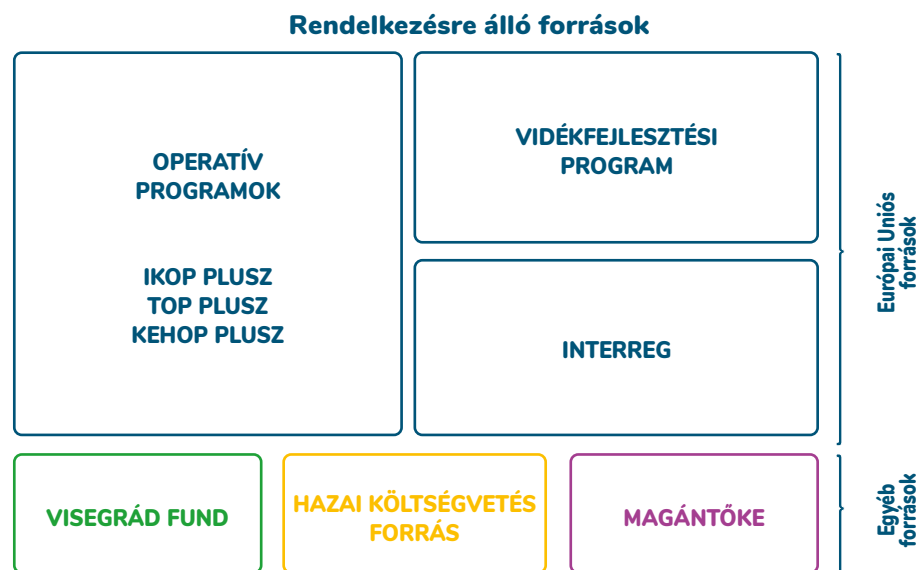 Rendelkezésre álló források
OPERATÍV
PROGRAMOK
IKOP PLUSZ
TOP PLUSZ
KEHOP PLUSZ
VIDÉKFEJLESZTÉSI
PROGRAM
INTERREG
Európai Uniós
források
VISEGRÁD FUND
HAZAI KÖLTSÉGVETÉS
FORRÁS
MAGÁNTŐKE
Egyéb
források